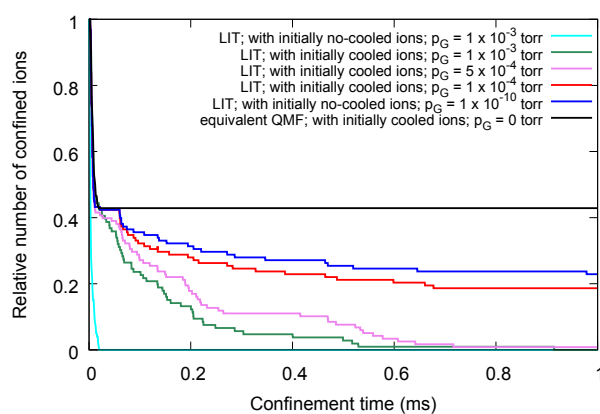 LIT; with initially no-cooled ions; p_G = 1 x 10^-3 torr
LIT; with initially cooled ions; p_G = 1 x 10^-3 torr
LIT; with initially cooled ions; p_G = 5 x 10^-4 torr
LIT; with initially cooled ions; p_G = 1 x 10^-4 torr
LIT; with initially no-cooled ions; p_G = 1 x 10^-10 torr
equivalent QMF; with initially cooled ions; p_G = 0 torr
Relative number of confined ions
1
0.8
0.6
0.4
0.2
0
0 0.2 0.4 0.6 0.8 1
Confinement time (ms)